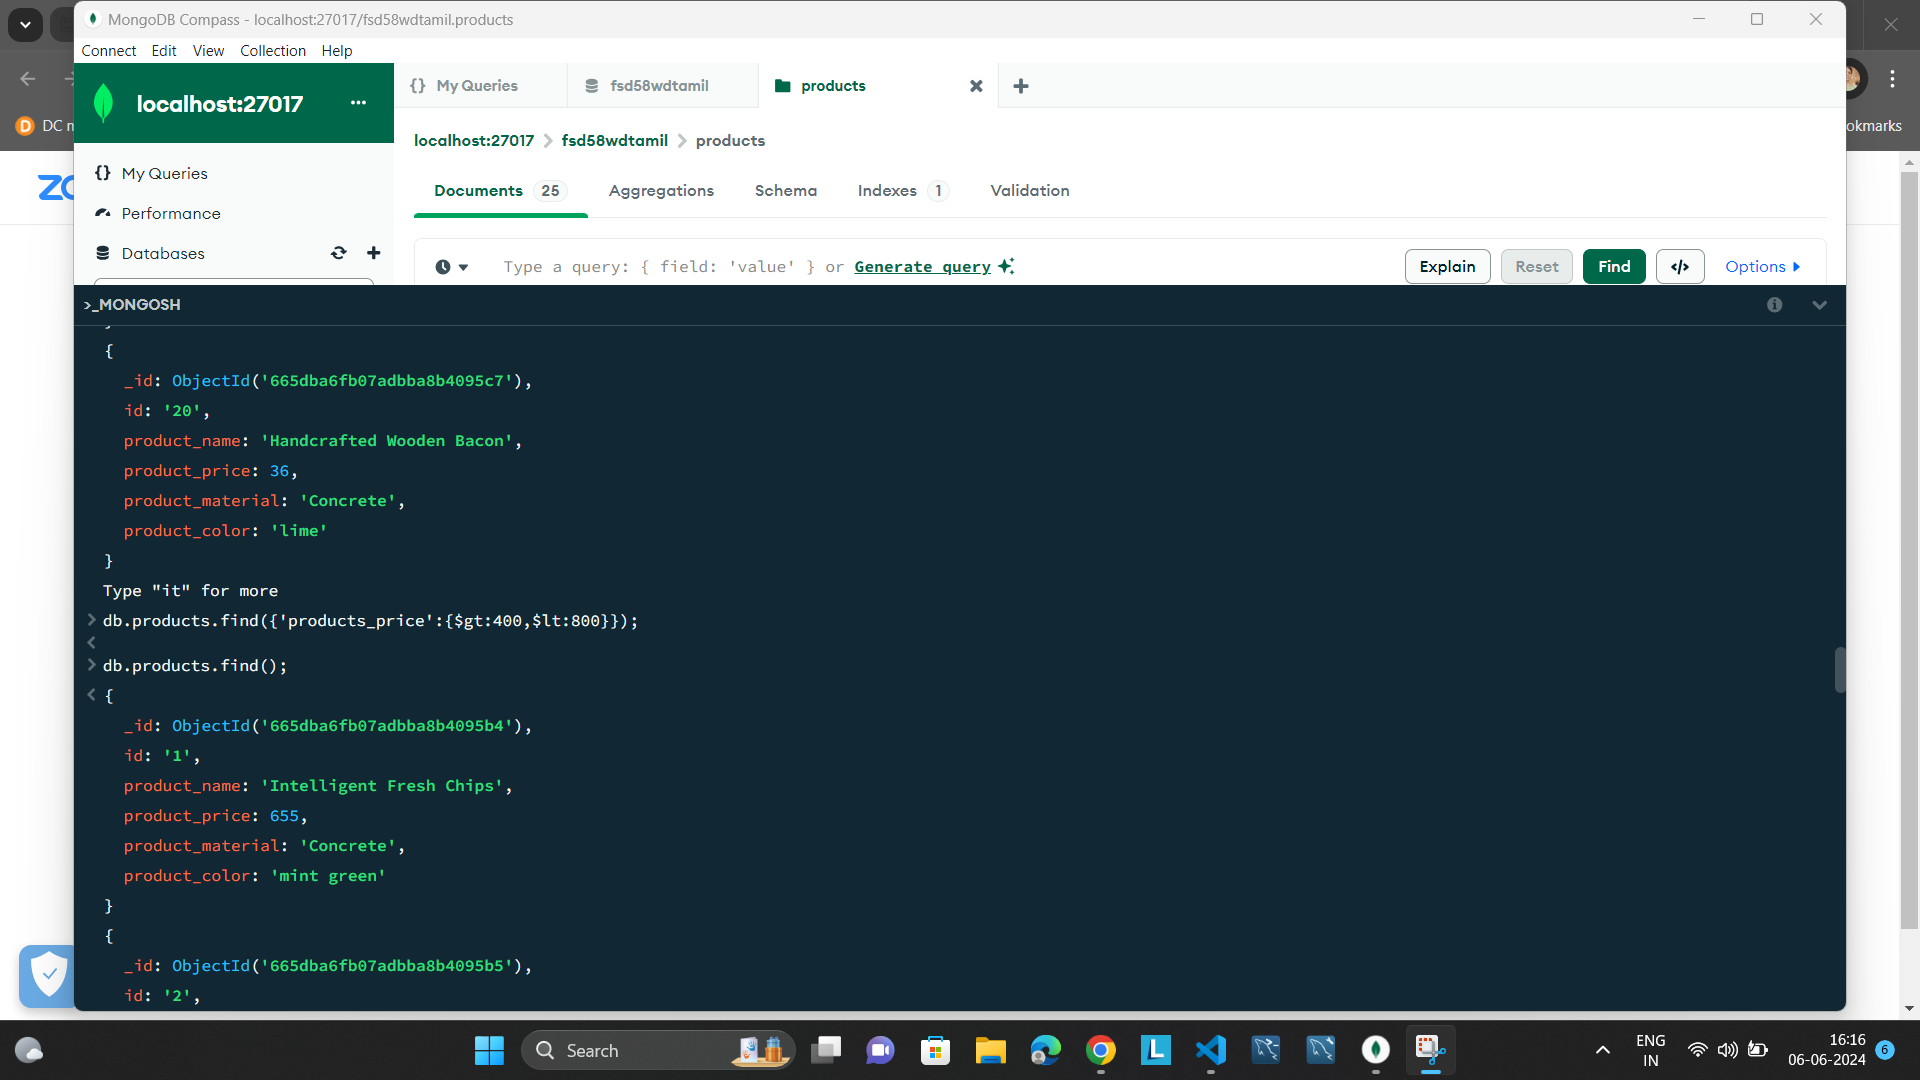 MongoDB Compass - localhost:27017/fsd58wdtamil.products
Connect Edit View Collection Help
localhost:27017 ...
{} My Queries
fsd58wdtamil
products
DC
okmarks
localhost:27017 > fsd58wdtamil > products
My Queries
Documents 25 Aggregations Schema Indexes 1 Validation
Performance
Databases
Type a query: { field: 'value' } or Generate query
Explain Reset Find </> Options
>_MONGOSH
{
_id: ObjectId('665dba6fb07adbba8b4095c7'),
id: '20',
product_name: 'Handcrafted Wooden Bacon',
product_price: 36,
product_material: 'Concrete',
product_color: 'lime'
}
Type "it" for more
> db.products.find({'products_price':{$gt:400,$lt:800}});
<
> db.products.find();
< {
_id: ObjectId('665dba6fb07adbba8b4095b4'),
id: '1',
product_name: 'Intelligent Fresh Chips',
product_price: 655,
product_material: 'Concrete',
product_color: 'mint green'
}
{
_id: ObjectId('665dba6fb07adbba8b4095b5'),
id: '2',
Search
L
ENG
IN
16:16
06-06-2024
6